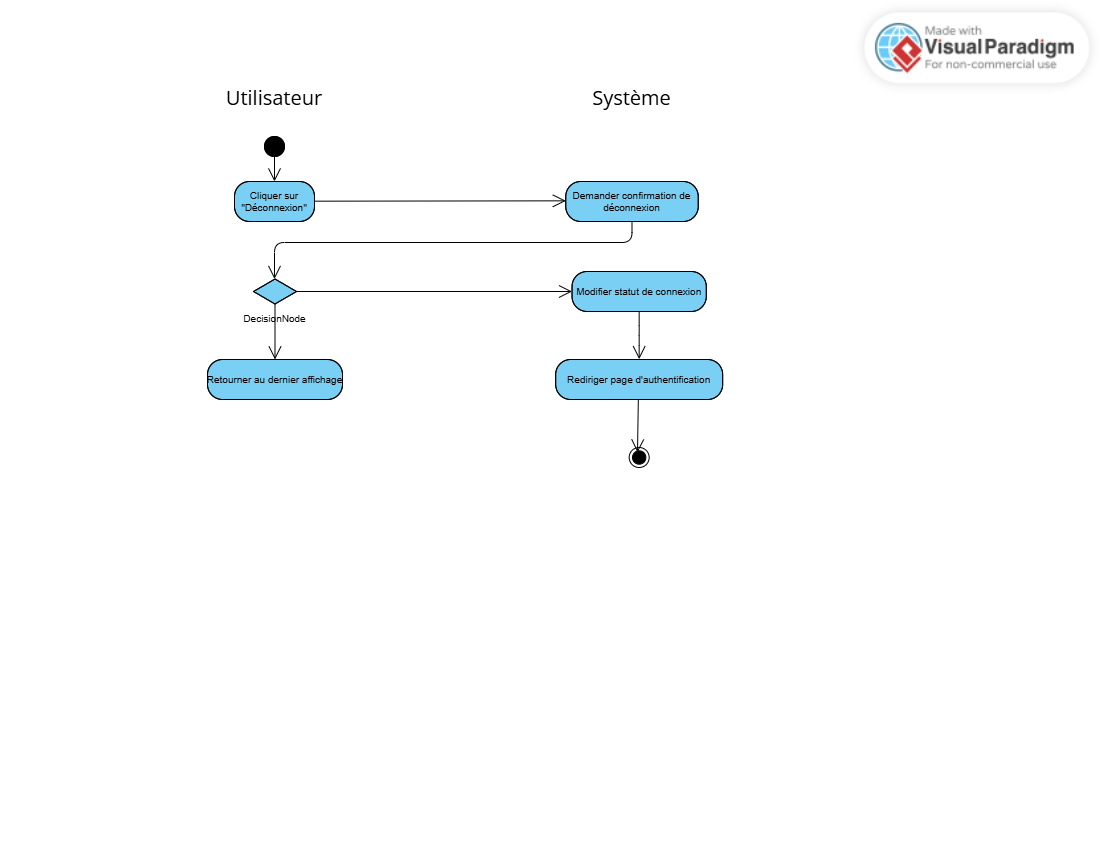 Made with
Visual Paradigm
For non-commercial use
Utilisateur
Système
Cliquer sur
"Déconnexion"
Demander confirmation de
déconnexion
Modifier statut de connexion
DecisionNode
Retourner au dernier affichage
Rediriger page d'authentification